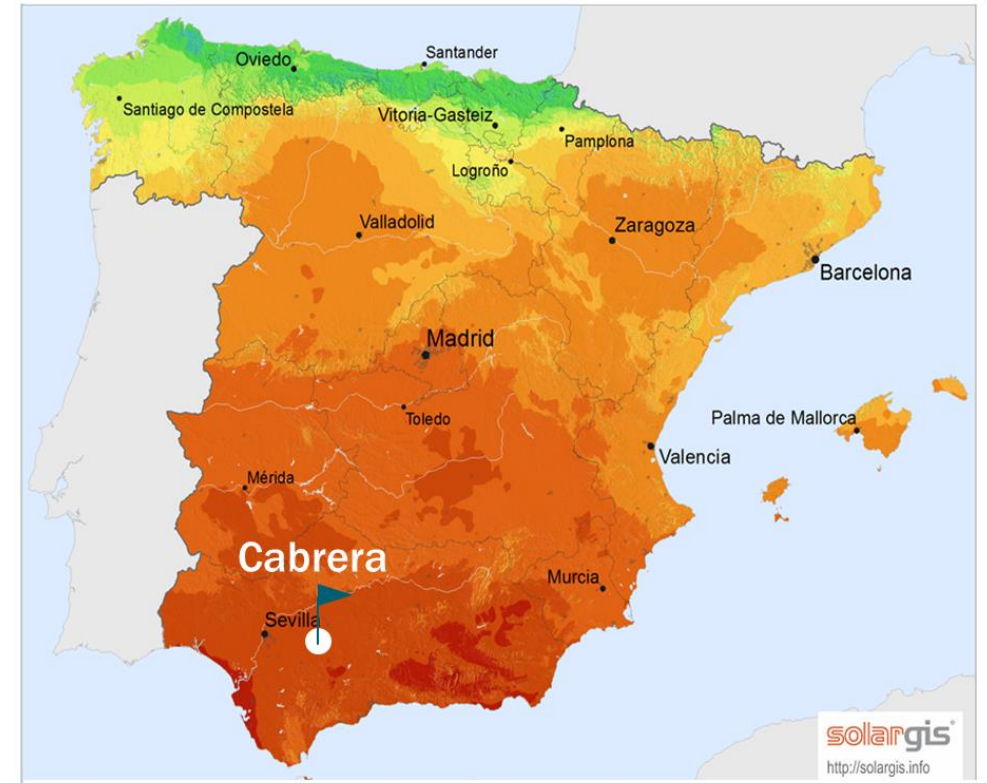 Santander
Oviedo
Santiago de Compostela
Vitoria-Gasteiz
Pamplona
Logroño
Valladolid
Zaragoza
Barcelona
Madrid
Toledo
Palma de Mallorca
Valencia
Mérida
Cabrera
Murcia
Sevilla
solargis
http://solargis.info